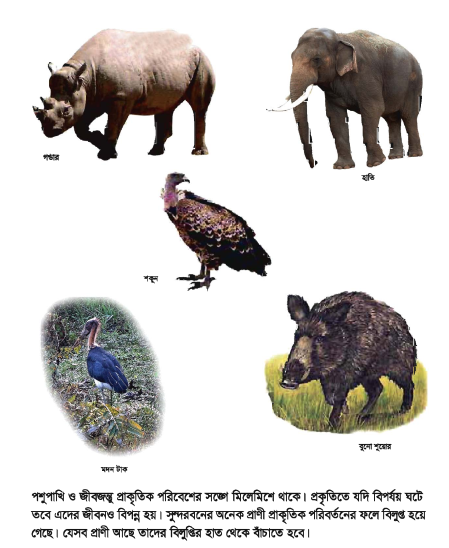 গন্ডার
হাতি
শকুন
মদন টাক
বুনো শুয়োর
পশুপাখি ও জীবজন্তু প্রাকৃতিক পরিবেশের সঙ্গে মিলেমিশে থাকে। প্রকৃতিতে যদি বিপর্যয় ঘটে
তবে এদের জীবনও বিপন্ন হয়। সুন্দরবনের অনেক প্রাণী প্রাকৃতিক পরিবর্তনের ফলে বিলুপ্ত হয়ে
গেছে। যেসব প্রাণী আছে তাদের বিলুপ্তির হাত থেকে বাঁচাতে হবে।